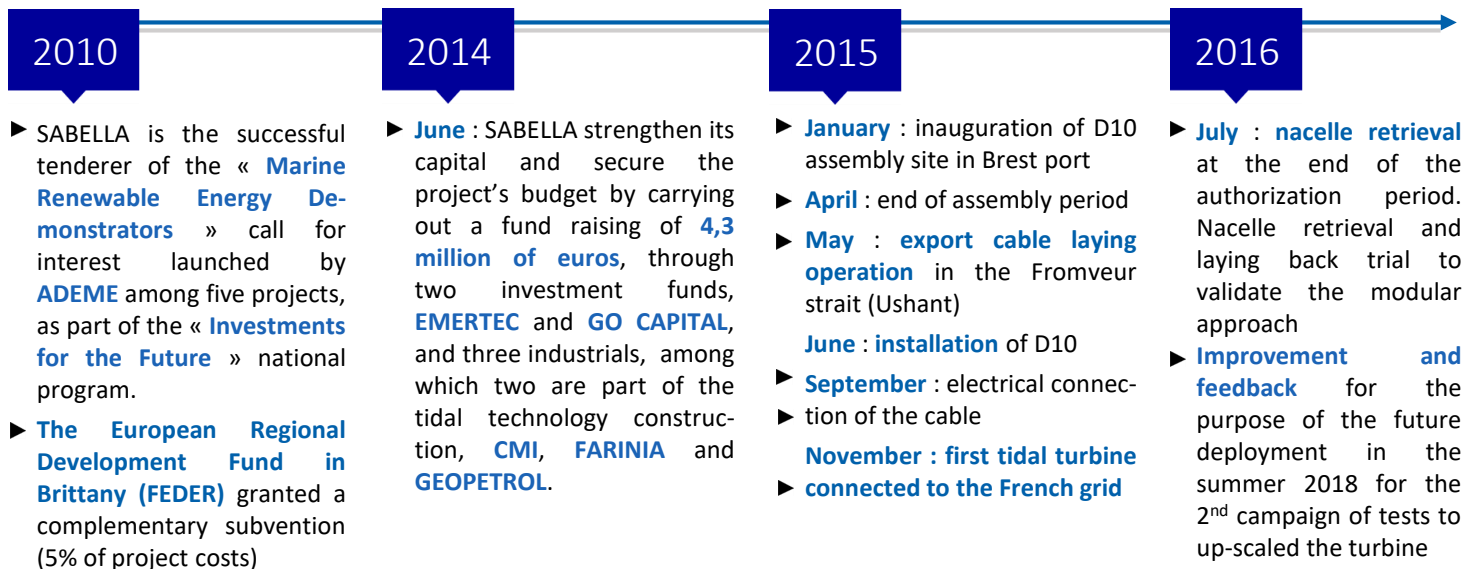 2010
► SABELLA is the successful
tenderer of the « Marine
Renewable Energy De-
monstrators » call for
interest launched by
ADEME among five projects,
as part of the « Investments
for the Future » national
program.
► The European Regional
Development Fund in
Brittany (FEDER) granted a
complementary subvention
(5% of project costs)
2014
► June : SABELLA strengthen its
capital and secure the
project's budget by carrying
out a fund raising of 4,3
million of euros, through
two investment funds,
EMERTEC and GO CAPITAL,
and three industrials, among
which two are part of the
tidal technology construc-
tion, CMI, FARINIA and
GEOPETROL.
2015
► January : inauguration of D10
assembly site in Brest port
► April : end of assembly period
► May : export cable laying
operation in the Fromveur
strait (Ushant)
June : installation of D10
► September : electrical connec-
► tion of the cable
November : first tidal turbine
► connected to the French grid
2016
► July : nacelle retrieval
at the end of the
authorization period.
Nacelle retrieval and
laying back trial to
validate the modular
approach
► Improvement and
feedback for the
purpose of the future
deployment in the
summer 2018 for the
2nd campaign of tests to
up-scaled the turbine